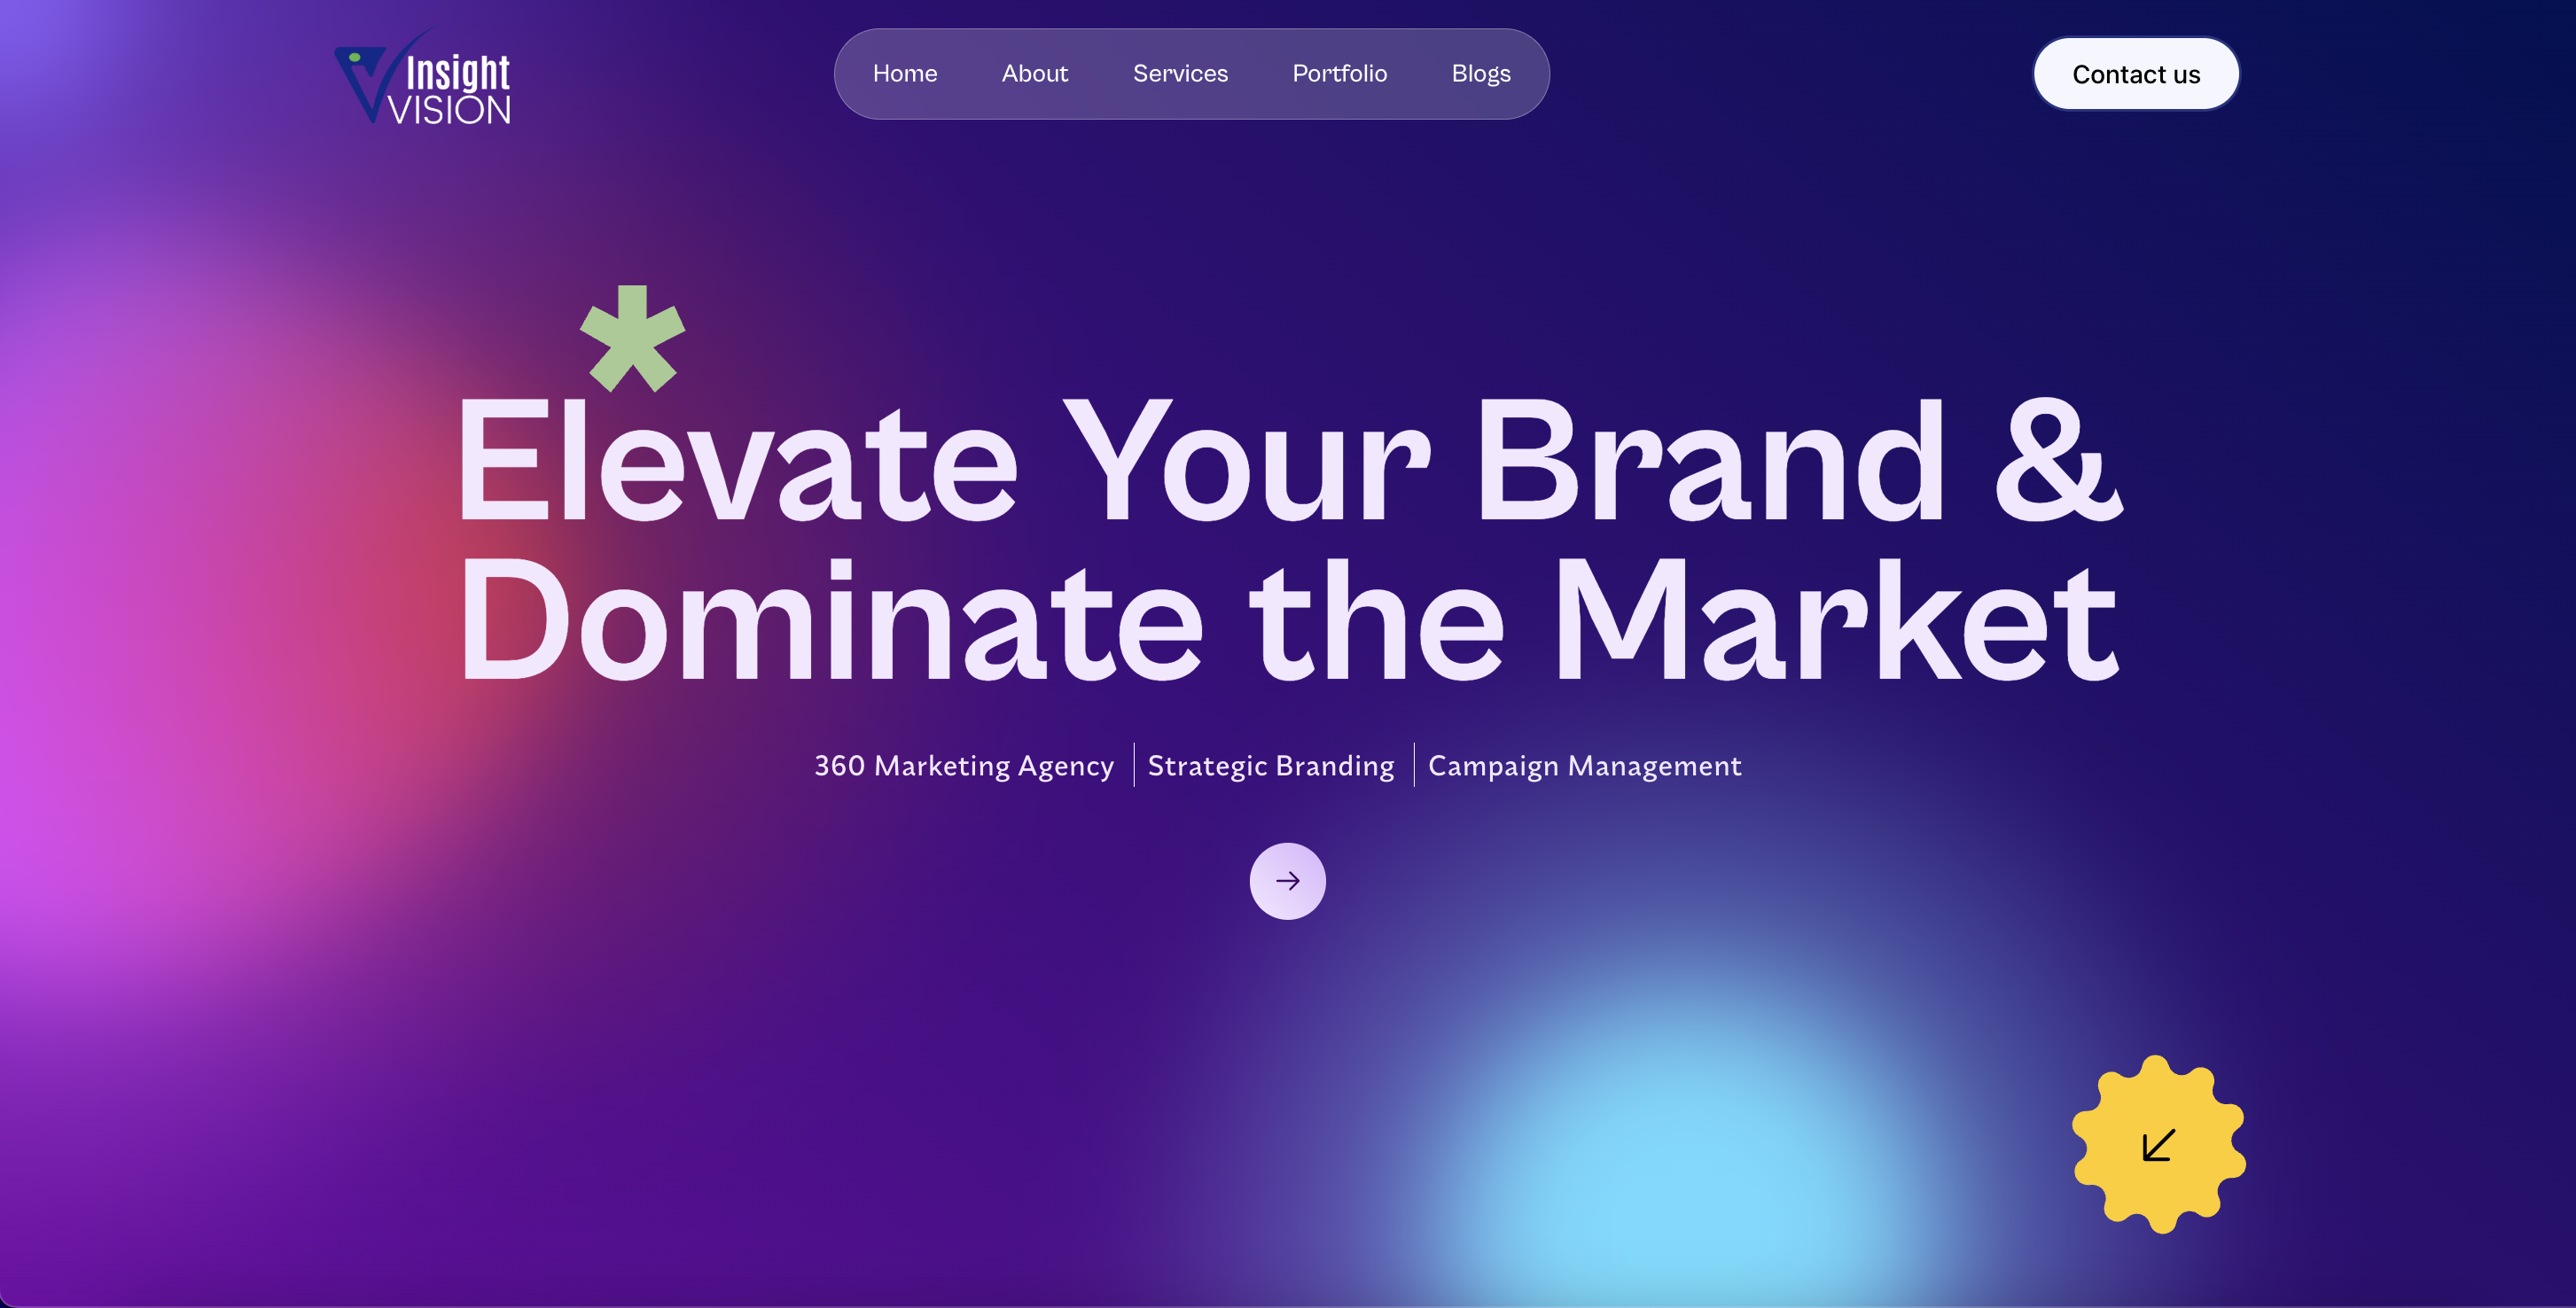 Insight
VISION
Home About Services Portfolio Blogs
Contact us
Elevate Your Brand &
Dominate the Market
360 Marketing Agency Strategic Branding Campaign Management